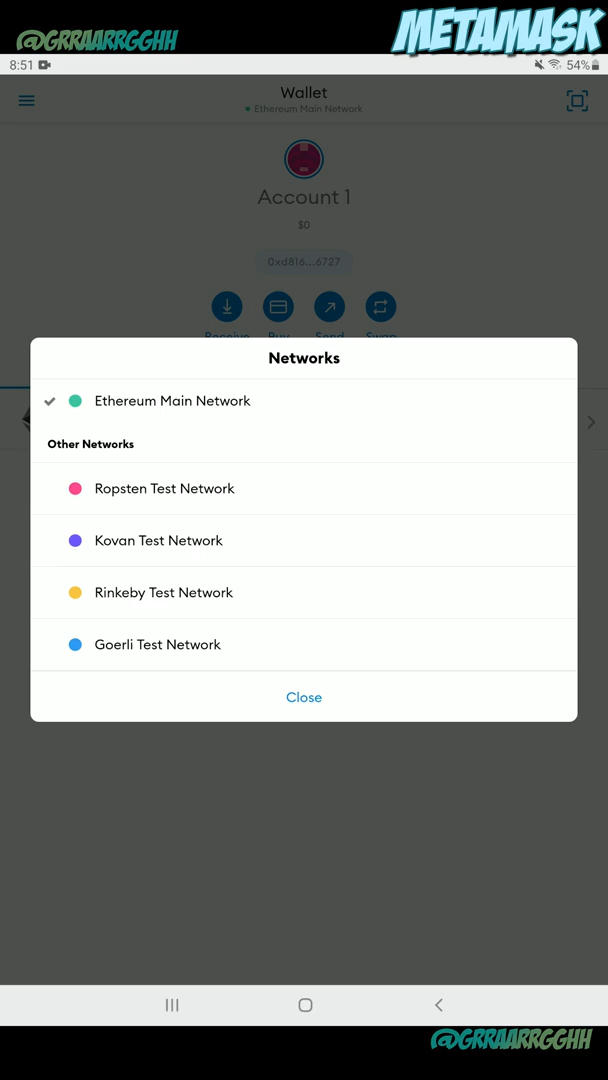 @GRRAARRGGHH
METAMASK
8:51
54%
Wallet
Ethereum Main Network
Account 1
$0
0xd816...6727
Receive Buy Send Swap
Networks
Ethereum Main Network
Other Networks
Ropsten Test Network
Kovan Test Network
Rinkeby Test Network
Goerli Test Network
Close
@GRRAARRGGHH